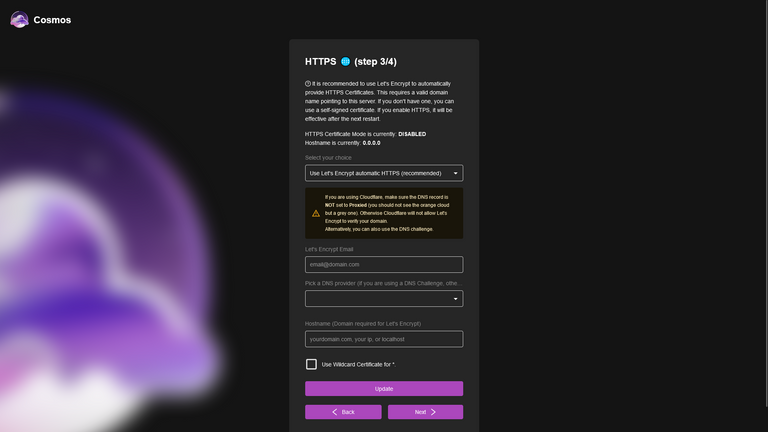 Cosmos
HTTPS 🌐 (step 3/4)
It is recommended to use Let's Encrypt to automatically
provide HTTPS Certificates. This requires a valid domain
name pointing to this server. If you don't have one, you can
use a self-signed certificate. If you enable HTTPS, it will be
effective after the next restart.
HTTPS Certificate Mode is currently: DISABLED
Hostname is currently: 0.0.0.0
Select your choice
Use Let's Encrypt automatic HTTPS (recommended)
If you are using Cloudflare, make sure the DNS record is
NOT set to Proxied (you should not see the orange cloud
but a grey one). Otherwise Cloudflare will not allow Let's
Encrypt to verify your domain.
Alternatively, you can also use the DNS challenge.
Let's Encrypt Email
email@domain.com
Pick a DNS provider (if you are using a DNS Challenge, othe...
Hostname (Domain required for Let's Encrypt)
yourdomain.com, your ip, or localhost
Use Wildcard Certificate for *
Update
Back
Next